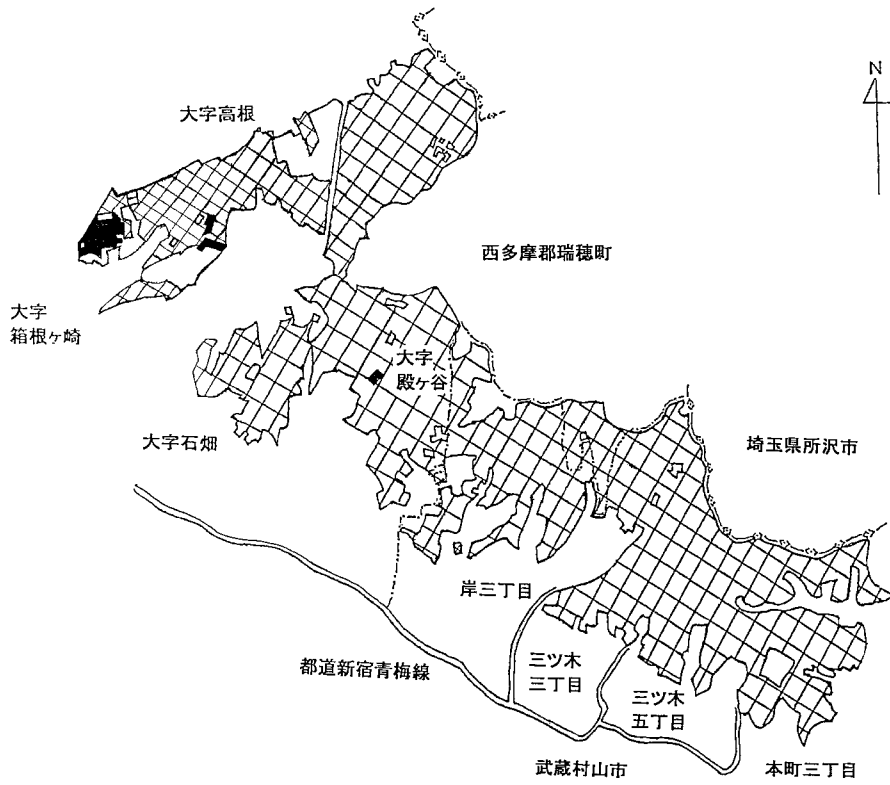 N
大字高根
西多摩郡瑞穂町
大字
箱根ヶ崎
大字
殿ヶ谷
大字石畑
埼玉県所沢市
岸三丁目
都道新宿青梅線
三ツ木
三丁目
三ツ木
五丁目
武蔵村山市
本町三丁目